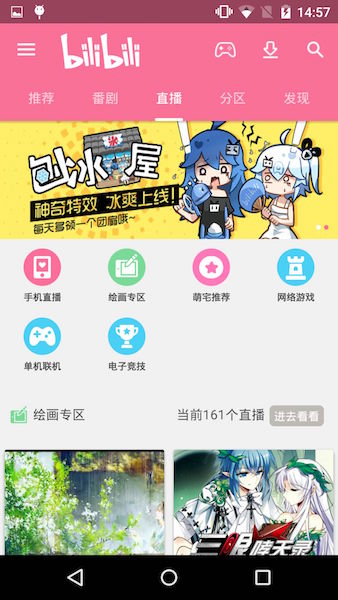 14:57
bilibili
推荐 番剧 直播 分区 发现
刨冰屋
冰
神奇特效 冰爽上线!
每天多领一个团扇哦~
手机直播 绘画专区 萌宅推荐 网络游戏
单机联机 电子竞技
绘画专区 当前161个直播 进去看看